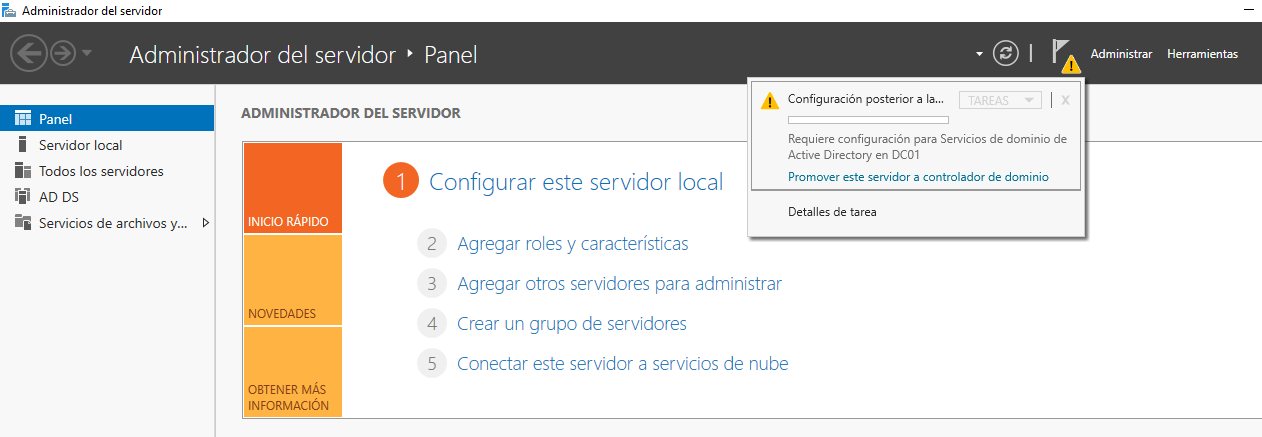 Administrador del servidor
Administrador del servidor ‣ Panel
Administrar
Herramientas
Panel
Servidor local
Todos los servidores
AD DS
Servicios de archivos y...
ADMINISTRADOR DEL SERVIDOR
INICIO RÁPIDO
NOVEDADES
OBTENER MÁS
INFORMACIÓN
1 Configurar este servidor local
2 Agregar roles y características
3 Agregar otros servidores para administrar
4 Crear un grupo de servidores
5 Conectar este servidor a servicios de nube
Configuración posterior a la...
TAREAS
X
Requiere configuración para Servicios de dominio de
Active Directory en DC01
Promover este servidor a controlador de dominio
Detalles de tarea